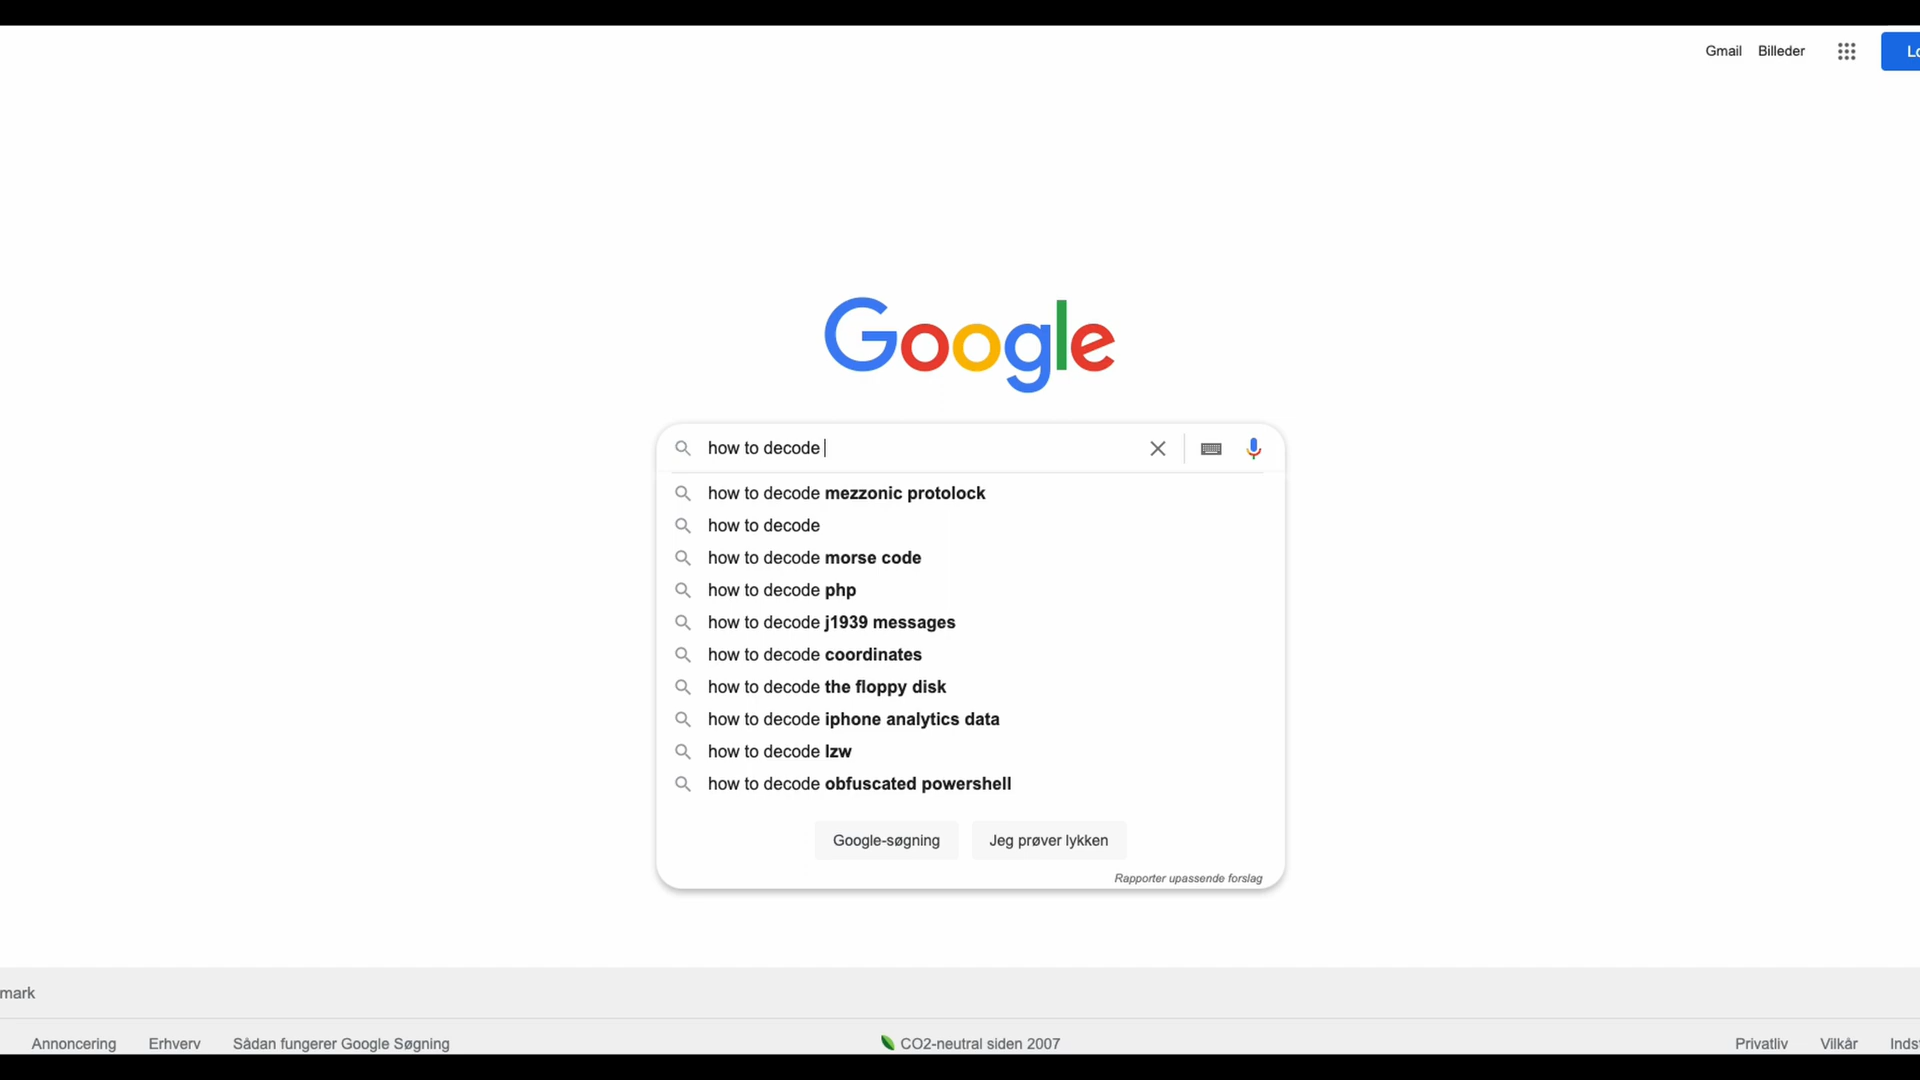 Gmail Billeder
Google
how to decode
how to decode mezzonic protolock
how to decode
how to decode morse code
how to decode php
how to decode j1939 messages
how to decode coordinates
how to decode the floppy disk
how to decode iphone analytics data
how to decode lzw
how to decode obfuscated powershell
Google-søgning Jeg prøver lykken
Rapporter upassende forslag
mark
Annoncering Erhverv Sådan fungerer Google Søgning CO2-neutral siden 2007 Privatliv Vilkår